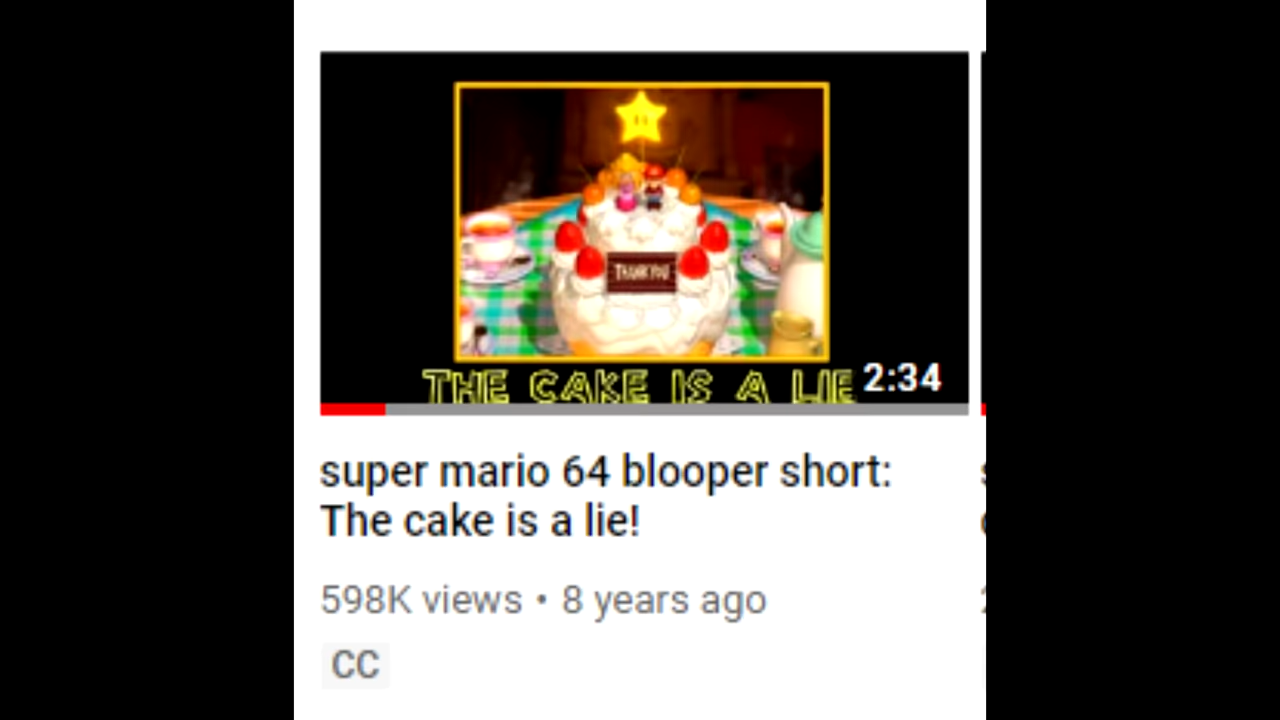 THANK YOU
THE CAKE IS A LIE
2:34
super mario 64 blooper short:
The cake is a lie!
598K views • 8 years ago
CC